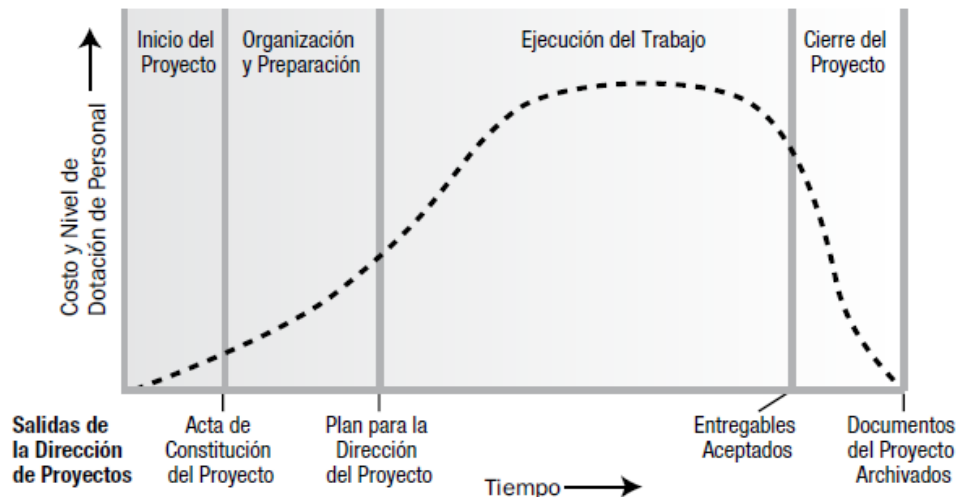 Inicio del
Proyecto
Organización
y Preparación
Ejecución del Trabajo
Cierre del
Proyecto
Costo y Nivel de
Dotación de Personal
Salidas de
la Dirección
de Proyectos
Acta de
Constitución
del Proyecto
Plan para la
Dirección
del Proyecto
Entregables
Aceptados
Documentos
del Proyecto
Archivados
Tiempo